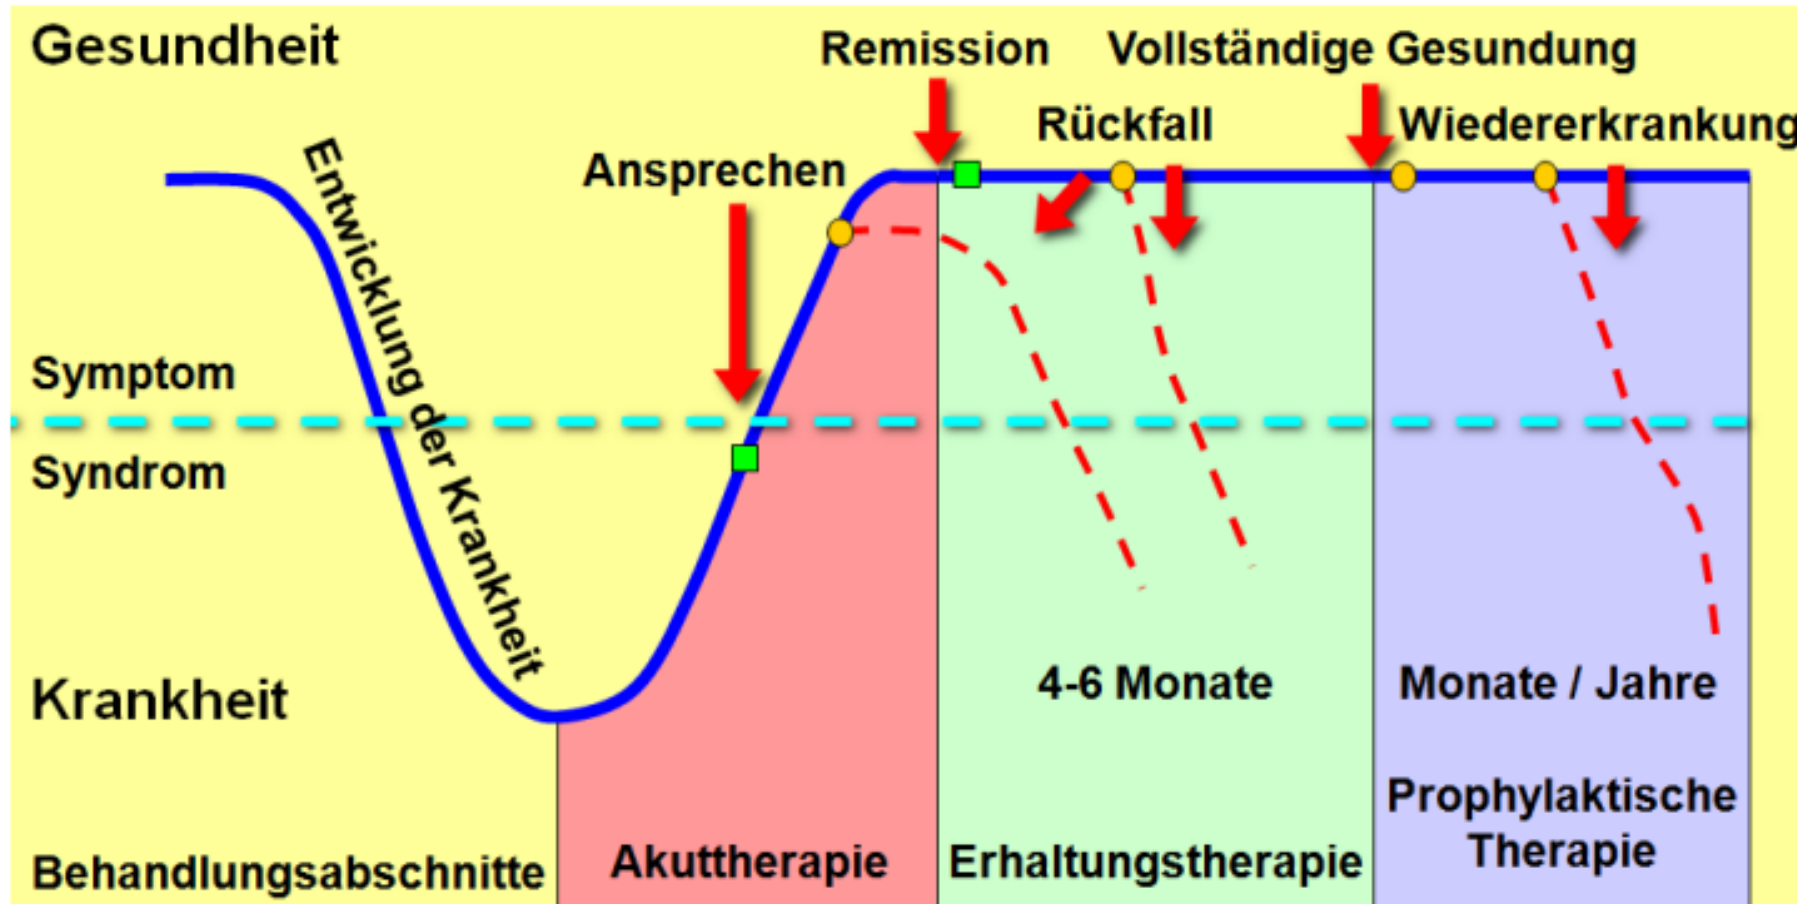 Gesundheit
Remission
Vollständige Gesundung
Rückfall
Wiedererkrankung
Ansprechen
Entwicklung der Krankheit
Symptom
Syndrom
Krankheit
4-6 Monate
Monate / Jahre
Behandlungsabschnitte
Akuttherapie
Erhaltungstherapie
Prophylaktische
Therapie